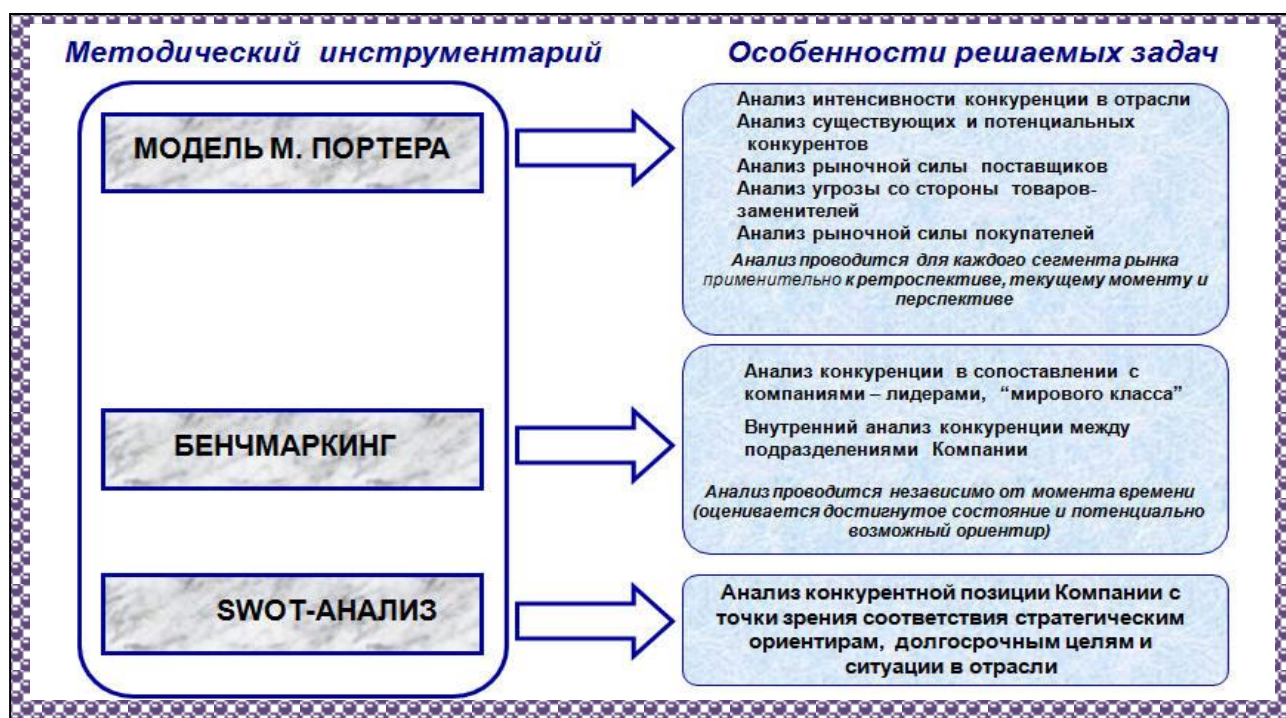 Методический инструментарий
Особенности решаемых задач
МОДЕЛЬ М. ПОРТЕРА
Анализ интенсивности конкуренции в отрасли
Анализ существующих и потенциальных
конкурентов
Анализ рыночной силы поставщиков
Анализ угрозы со стороны товаров-
заменителей
Анализ рыночной силы покупателей
Анализ проводится для каждого сегмента рынка
применительно к ретроспективе, текущему моменту и
перспективе
БЕНЧМАРКИНГ
Анализ конкуренции в сопоставлении с
компаниями – лидерами, “мирового класса”
Внутренний анализ конкуренции между
подразделениями Компании
Анализ проводится независимо от момента времени
(оценивается достигнутое состояние и потенциально
возможный ориентир)
SWOT-АНАЛИЗ
Анализ конкурентной позиции Компании с
точки зрения соответствия стратегическим
ориентирам, долгосрочным целям и
ситуации в отрасли